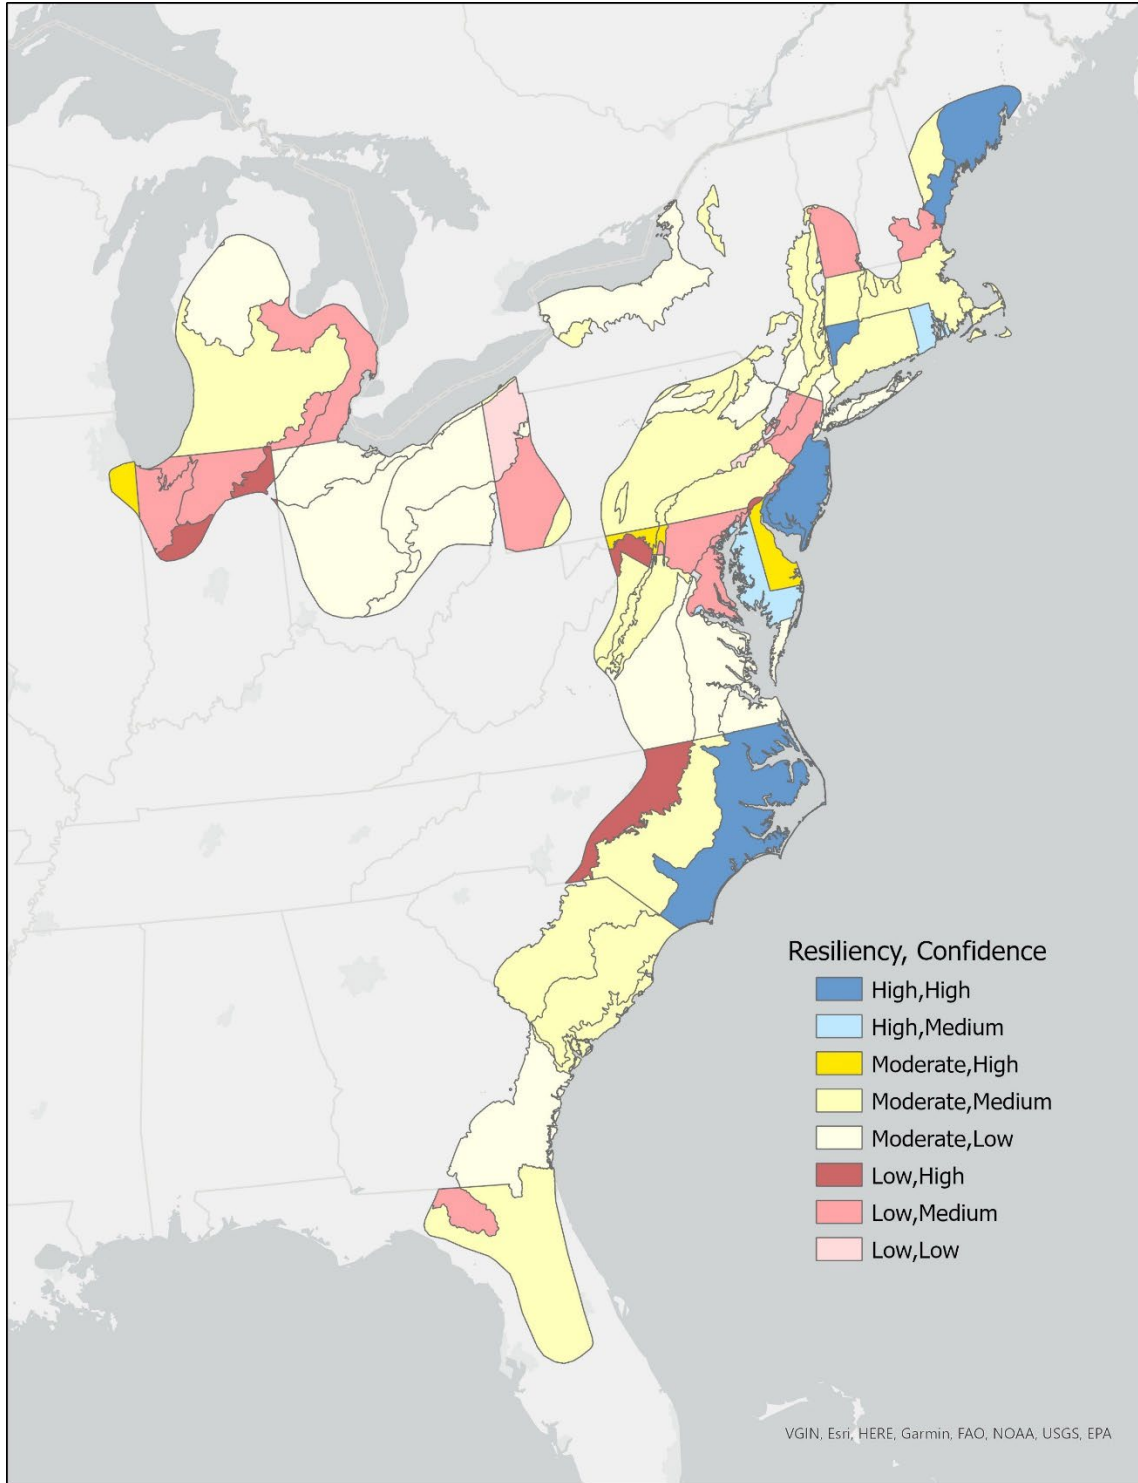 Resiliency, Confidence
High,High
High,Medium
Moderate,High
Moderate,Medium
Moderate,Low
Low,High
Low,Medium
Low,Low
VGIN, Esri, HERE, Garmin, FAO, NOAA, USGS, EPA